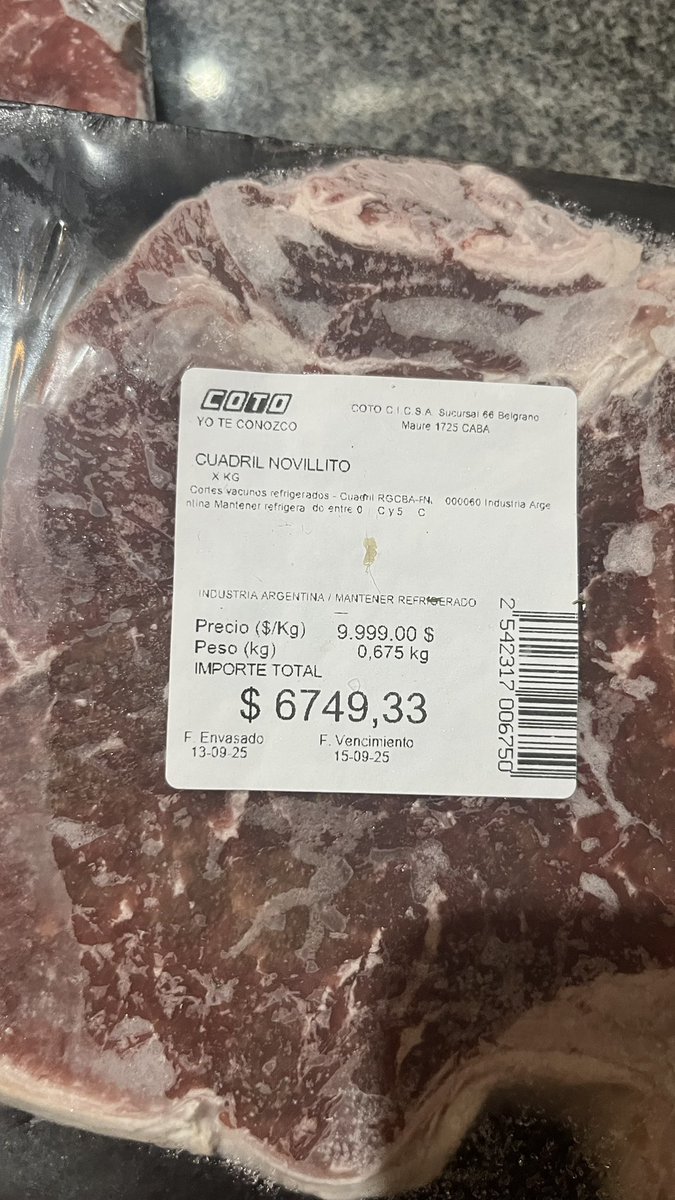 COTO
YO TE CONOZCO
COTO C.I.C.S.A. Sucursal 66 Belgrano
Maure 1725 CABA
CUADRIL NOVILLITO
X KG
Cortes vacunos refrigerados - Cuadril RGCBA-FN. 000060 Industria Arge
ntina Mantener refrigera do entre 0 C y 5 C
INDUSTRIA ARGENTINA / MANTENER REFRIGERADO
Precio ($/Kg) 9.999.00 $
Peso (kg) 0,675 kg
IMPORTE TOTAL
$ 6749,33
F. Envasado F. Vencimiento
13-09-25 15-09-25
2 542317 006750